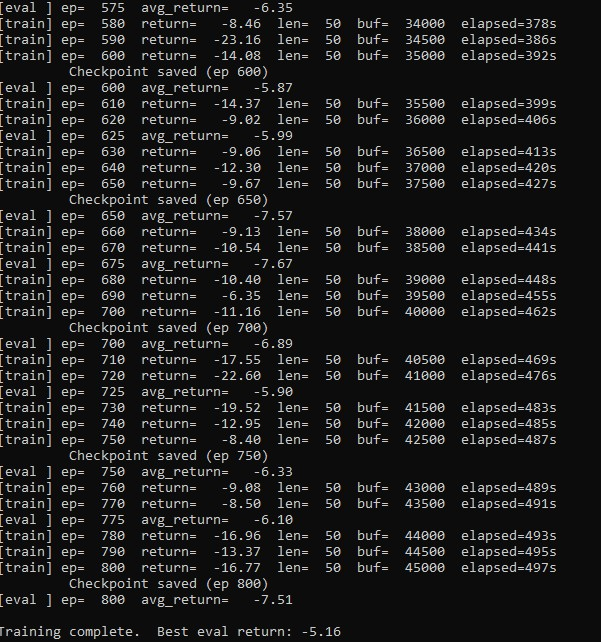 [eval ] ep=  575  avg_return=   -6.35
[train] ep=  580  return=   -8.46  len=  50  buf=  34000  elapsed=378s
[train] ep=  590  return=  -23.16  len=  50  buf=  34500  elapsed=386s
[train] ep=  600  return=  -14.08  len=  50  buf=  35000  elapsed=392s
         Checkpoint saved (ep 600)
[eval ] ep=  600  avg_return=   -5.87
[train] ep=  610  return=  -14.37  len=  50  buf=  35500  elapsed=399s
[train] ep=  620  return=   -9.02  len=  50  buf=  36000  elapsed=406s
[eval ] ep=  625  avg_return=   -5.99
[train] ep=  630  return=   -9.06  len=  50  buf=  36500  elapsed=413s
[train] ep=  640  return=  -12.30  len=  50  buf=  37000  elapsed=420s
[train] ep=  650  return=   -9.67  len=  50  buf=  37500  elapsed=427s
         Checkpoint saved (ep 650)
[eval ] ep=  650  avg_return=   -7.57
[train] ep=  660  return=   -9.13  len=  50  buf=  38000  elapsed=434s
[train] ep=  670  return=  -10.54  len=  50  buf=  38500  elapsed=441s
[eval ] ep=  675  avg_return=   -7.67
[train] ep=  680  return=  -10.40  len=  50  buf=  39000  elapsed=448s
[train] ep=  690  return=   -6.35  len=  50  buf=  39500  elapsed=455s
[train] ep=  700  return=  -11.16  len=  50  buf=  40000  elapsed=462s
         Checkpoint saved (ep 700)
[eval ] ep=  700  avg_return=   -6.89
[train] ep=  710  return=  -17.55  len=  50  buf=  40500  elapsed=469s
[train] ep=  720  return=  -22.60  len=  50  buf=  41000  elapsed=476s
[eval ] ep=  725  avg_return=   -5.90
[train] ep=  730  return=  -19.52  len=  50  buf=  41500  elapsed=483s
[train] ep=  740  return=  -12.95  len=  50  buf=  42000  elapsed=485s
[train] ep=  750  return=   -8.40  len=  50  buf=  42500  elapsed=487s
         Checkpoint saved (ep 750)
[eval ] ep=  750  avg_return=   -6.33
[train] ep=  760  return=   -9.08  len=  50  buf=  43000  elapsed=489s
[train] ep=  770  return=   -8.50  len=  50  buf=  43500  elapsed=491s
[eval ] ep=  775  avg_return=   -6.10
[train] ep=  780  return=  -16.96  len=  50  buf=  44000  elapsed=493s
[train] ep=  790  return=  -13.37  len=  50  buf=  44500  elapsed=495s
[train] ep=  800  return=  -16.77  len=  50  buf=  45000  elapsed=497s
         Checkpoint saved (ep 800)
[eval ] ep=  800  avg_return=   -7.51
Training complete.  Best eval return: -5.16